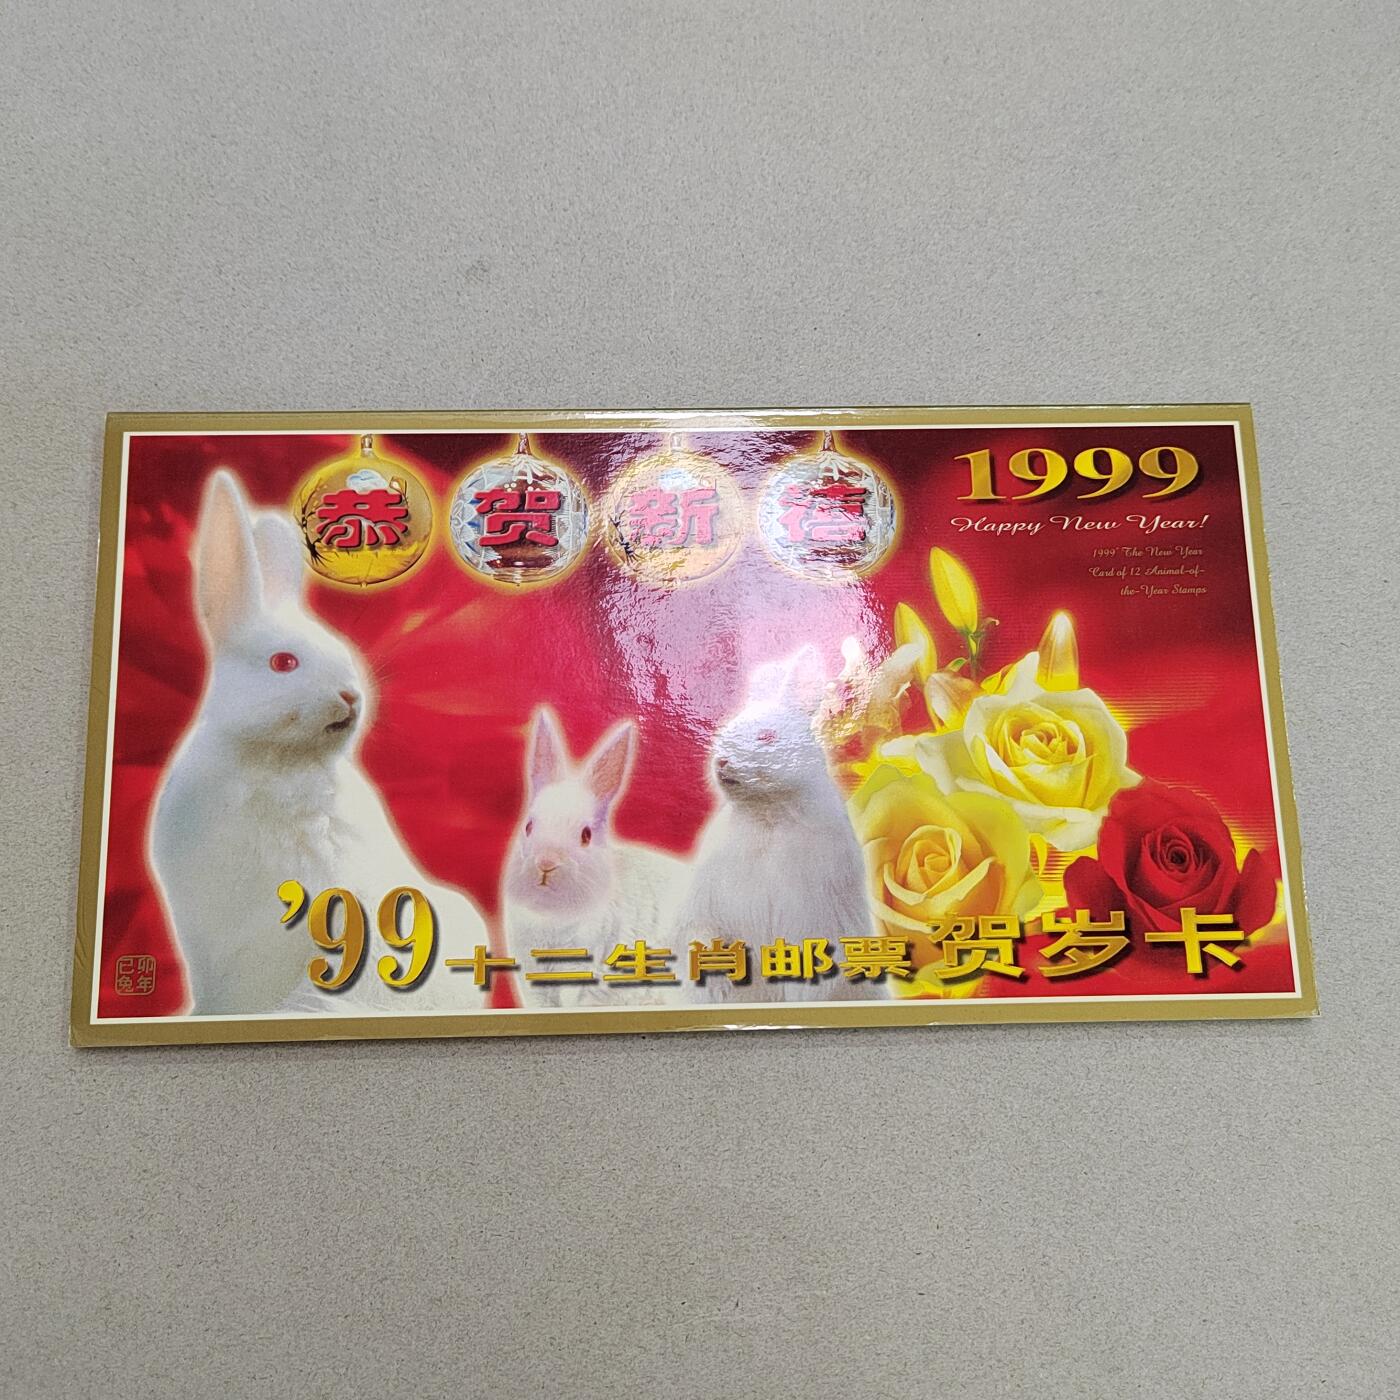 恭贺新禧
1999
Happy New Year!
1999' The New Year
Card of 12 Animal-of-
the-Year Stamps
'99十二生肖邮票贺岁卡
己卯
兔年